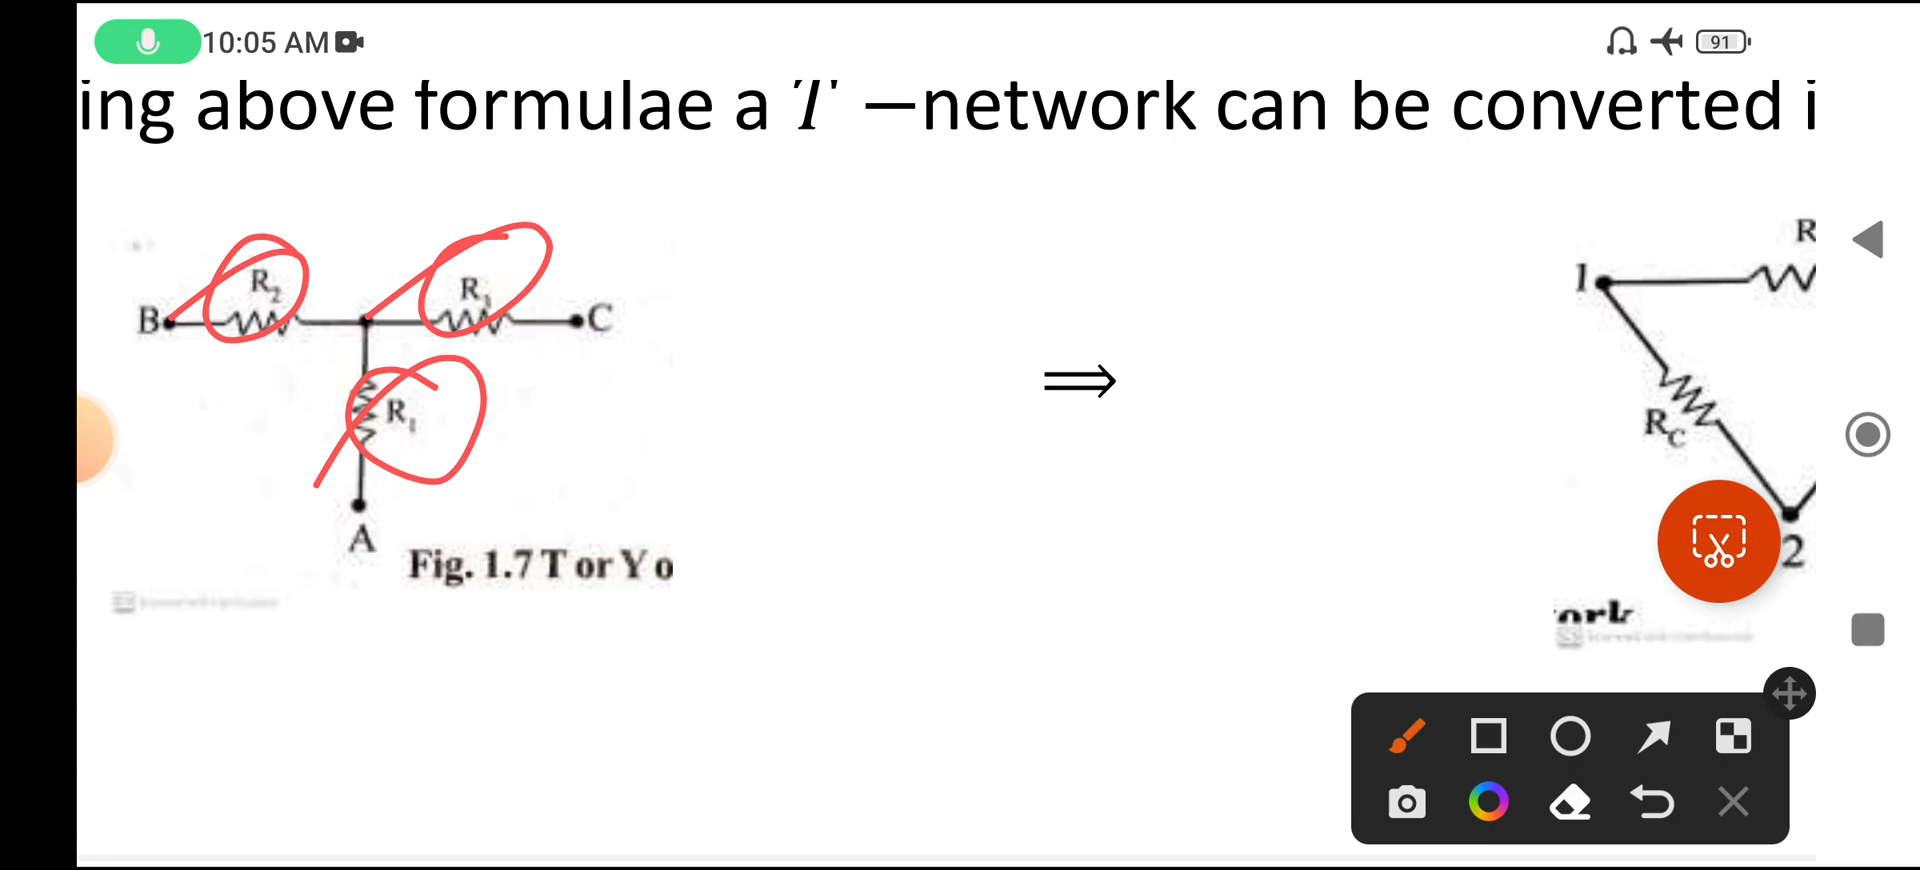 10:05 AM
91
ing above formulae a T —network can be converted i
R
R₂
R₃
1
B
C
R₁
R_C
A
2
Fig. 1.7 T or Y o
ork